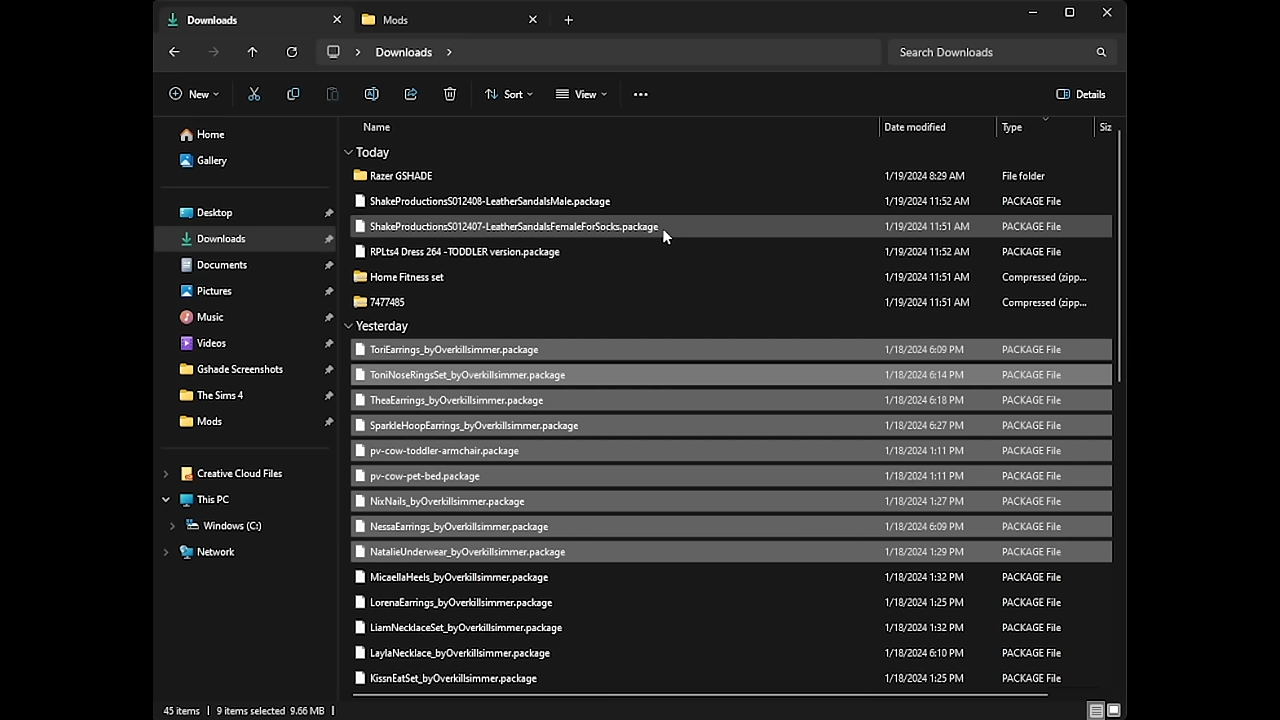 Downloads
Mods
Downloads
Search Downloads
New
Sort
View
Details
Name
Date modified
Type
Siz
Home
Gallery
Desktop
Downloads
Documents
Pictures
Music
Videos
Gshade Screenshots
The Sims 4
Mods
Creative Cloud Files
This PC
Windows (C:)
Network
Today
Razer GSHADE 1/19/2024 8:29 AM File folder
ShakeProductionsS012408-LeatherSandalsMale.package 1/19/2024 11:52 AM PACKAGE File
ShakeProductionsS012407-LeatherSandalsFemaleForSocks.package 1/19/2024 11:51 AM PACKAGE File
RPLts4 Dress 264 -TODDLER version.package 1/19/2024 11:52 AM PACKAGE File
Home Fitness set 1/19/2024 11:51 AM Compressed (zipp...
7477485 1/19/2024 11:51 AM Compressed (zipp...
Yesterday
ToriEarrings_byOverkillsimmer.package 1/18/2024 6:09 PM PACKAGE File
ToniNoseRingsSet_byOverkillsimmer.package 1/18/2024 6:14 PM PACKAGE File
TheaEarrings_byOverkillsimmer.package 1/18/2024 6:18 PM PACKAGE File
SparkleHoopEarrings_byOverkillsimmer.package 1/18/2024 6:27 PM PACKAGE File
pv-cow-toddler-armchair.package 1/18/2024 1:11 PM PACKAGE File
pv-cow-pet-bed.package 1/18/2024 1:11 PM PACKAGE File
NixNails_byOverkillsimmer.package 1/18/2024 1:27 PM PACKAGE File
NessaEarrings_byOverkillsimmer.package 1/18/2024 6:09 PM PACKAGE File
NatalieUnderwear_byOverkillsimmer.package 1/18/2024 1:29 PM PACKAGE File
MicaellaHeels_byOverkillsimmer.package 1/18/2024 1:32 PM PACKAGE File
LorenaEarrings_byOverkillsimmer.package 1/18/2024 1:25 PM PACKAGE File
LiamNecklaceSet_byOverkillsimmer.package 1/18/2024 1:32 PM PACKAGE File
LaylaNecklace_byOverkillsimmer.package 1/18/2024 6:10 PM PACKAGE File
KissnEatSet_byOverkillsimmer.package 1/18/2024 1:25 PM PACKAGE File
45 items 9 items selected 9.66 MB